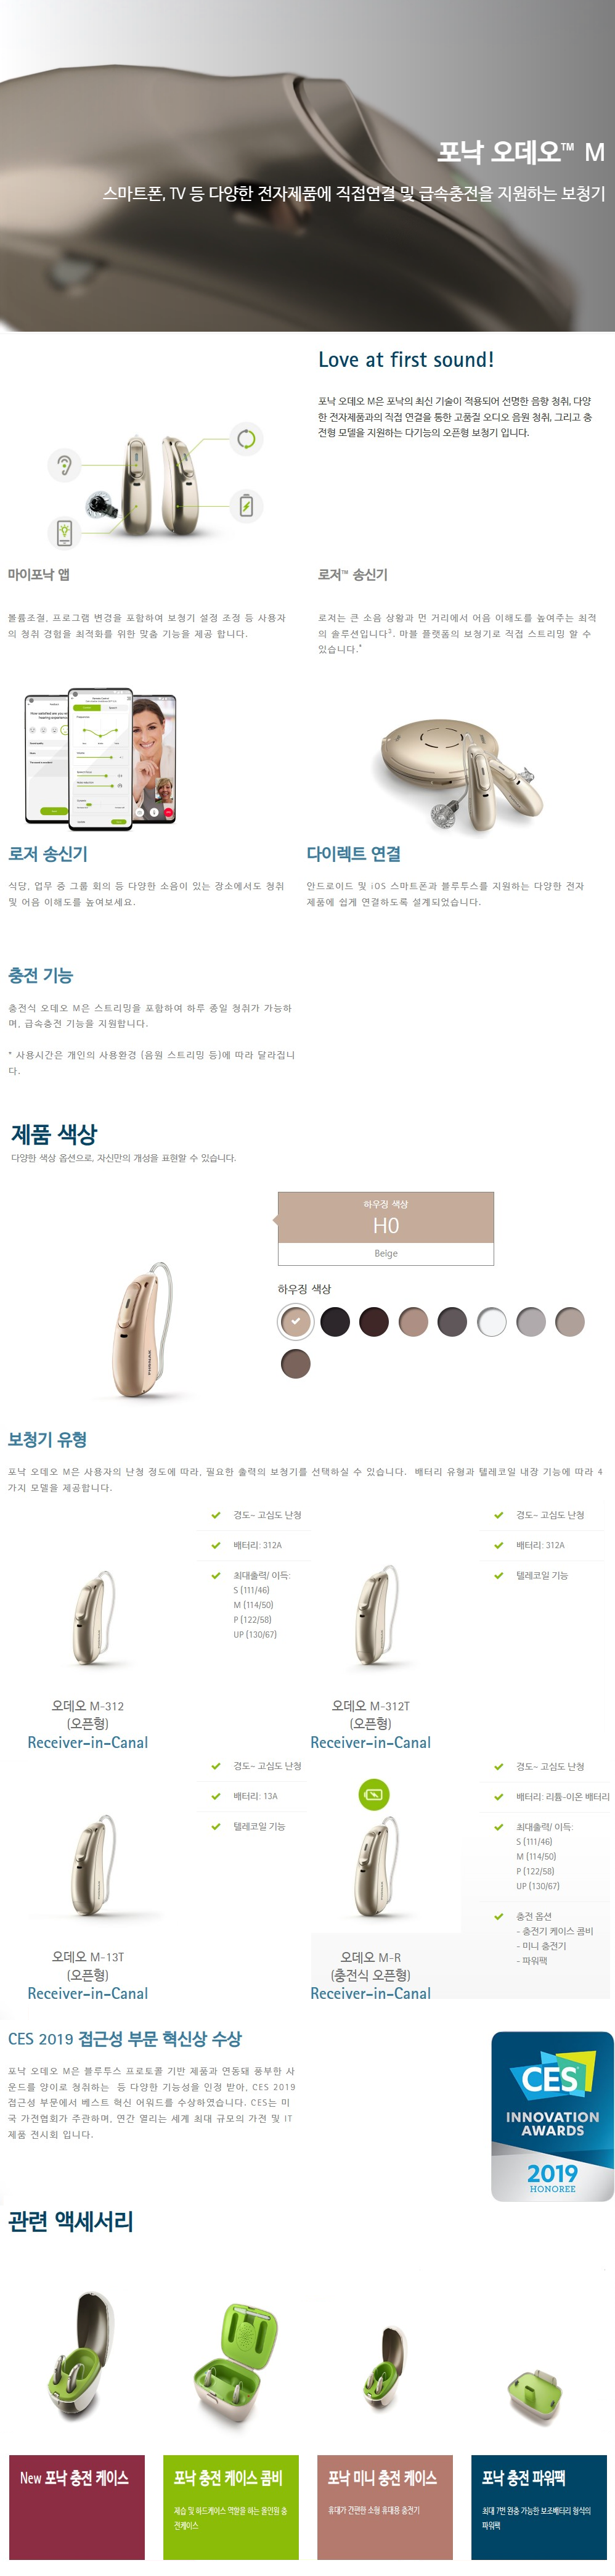 포낙 오데오™ M
스마트폰, TV 등 다양한 전자제품에 직접연결 및 급속충전을 지원하는 보청기
Love at first sound!
포낙 오데오 M은 포낙의 최신 기술이 적용되어 선명한 음향 청취, 다양
한 전자제품과의 직접 연결을 통한 고품질 오디오 음원 청취, 그리고 충
전형 모델을 지원하는 다기능의 오픈형 보청기 입니다.
마이포낙 앱
볼륨조절, 프로그램 변경을 포함하여 보청기 설정 조정 등 사용자
의 청취 경험을 최적화를 위한 맞춤 기능을 제공 합니다.
로저™ 송신기
로저는 큰 소음 상황과 먼 거리에서 어음 이해도를 높여주는 최적
의 솔루션입니다³. 마블 플랫폼의 보청기로 직접 스트리밍 할 수
있습니다.*
로저 송신기
식당, 업무 중 그룹 회의 등 다양한 소음이 있는 장소에서도 청취
및 어음 이해도를 높여보세요.
다이렉트 연결
안드로이드 및 iOS 스마트폰과 블루투스를 지원하는 다양한 전자
제품에 쉽게 연결하도록 설계되었습니다.
충전 기능
충전식 오데오 M은 스트리밍을 포함하여 하루 종일 청취가 가능하
며, 급속충전 기능을 지원합니다.
* 사용시간은 개인의 사용환경 (음원 스트리밍 등)에 따라 달라집니
다.
제품 색상
다양한 색상 옵션으로, 자신만의 개성을 표현할 수 있습니다.
하우징 색상
H0
Beige
하우징 색상
PHONAK
보청기 유형
포낙 오데오 M은 사용자의 난청 정도에 따라, 필요한 출력의 보청기를 선택하실 수 있습니다. 배터리 유형과 텔레코일 내장 기능에 따라 4
가지 모델을 제공합니다.
경도~ 고심도 난청
배터리: 312A
최대출력/ 이득:
S (111/46)
M (114/50)
P (122/58)
UP (130/67)
오데오 M-312
(오픈형)
Receiver-in-Canal
경도~ 고심도 난청
배터리: 312A
텔레코일 기능
오데오 M-312T
(오픈형)
Receiver-in-Canal
경도~ 고심도 난청
배터리: 13A
텔레코일 기능
오데오 M-13T
(오픈형)
Receiver-in-Canal
경도~ 고심도 난청
배터리: 리튬-이온 배터리
최대출력/ 이득:
S (111/46)
M (114/50)
P (122/58)
UP (130/67)
충전 옵션
- 충전기 케이스 콤비
- 미니 충전기
- 파워팩
오데오 M-R
(충전식 오픈형)
Receiver-in-Canal
CES 2019 접근성 부문 혁신상 수상
포낙 오데오 M은 블루투스 프로토콜 기반 제품과 연동돼 풍부한 사
운드를 양이로 청취하는 등 다양한 기능성을 인정 받아, CES 2019
접근성 부문에서 베스트 혁신 어워드를 수상하였습니다. CES는 미
국 가전협회가 주관하며, 연간 열리는 세계 최대 규모의 가전 및 IT
제품 전시회 입니다.
CES
INNOVATION
AWARDS
2019
HONOREE
관련 액세서리
New 포낙 충전 케이스
포낙 충전 케이스 콤비
제습 및 하드케이스 역할을 하는 올인원 충
전케이스
포낙 미니 충전 케이스
휴대가 간편한 소형 휴대용 충전기
포낙 충전 파워팩
최대 7번 완충 가능한 보조배터리 형식의
파워팩